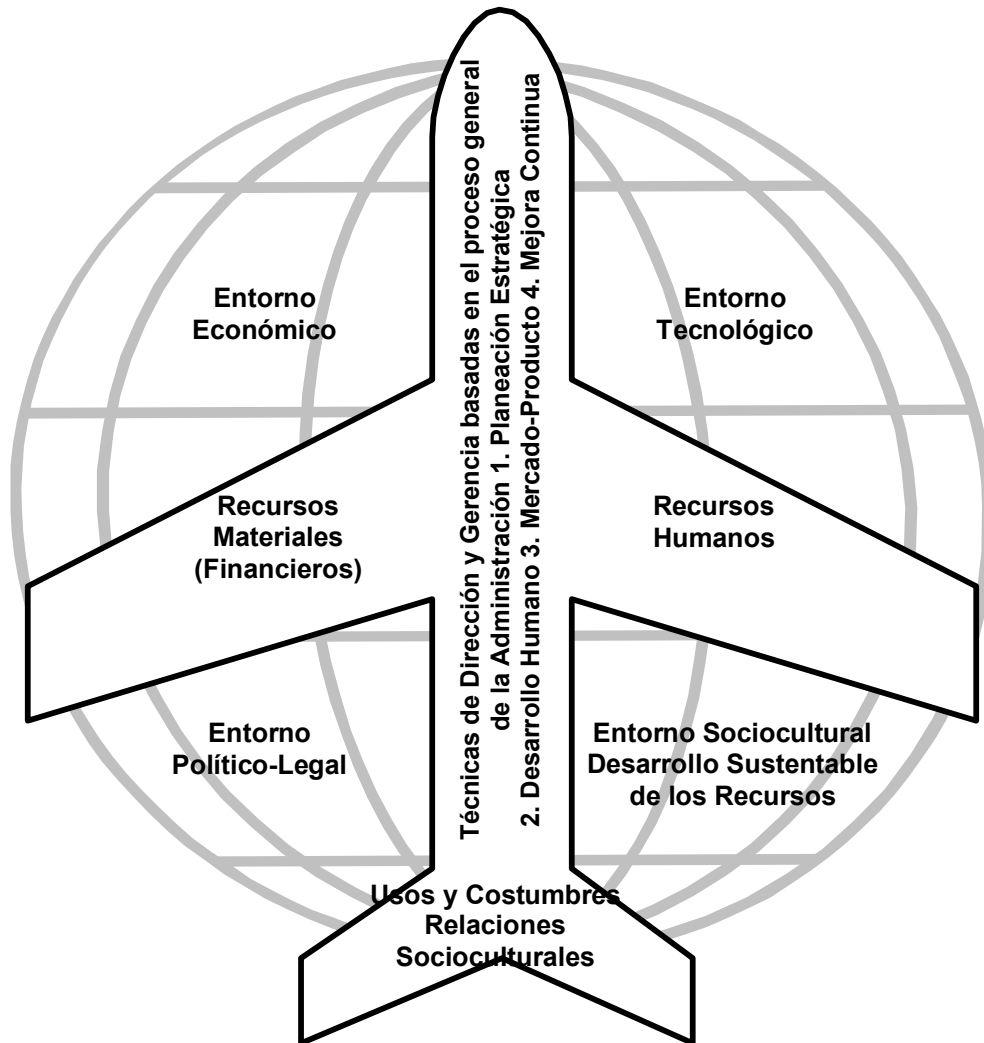 Técnicas de Dirección y Gerencia basadas en el proceso general
de la Administración 1. Planeación Estratégica
2. Desarrollo Humano 3. Mercado-Producto 4. Mejora Continua
Entorno
Económico
Entorno
Tecnológico
Recursos
Materiales
(Financieros)
Recursos
Humanos
Entorno
Político-Legal
Entorno Sociocultural
Desarrollo Sustentable
de los Recursos
Usos y Costumbres
Relaciones
Socioculturales